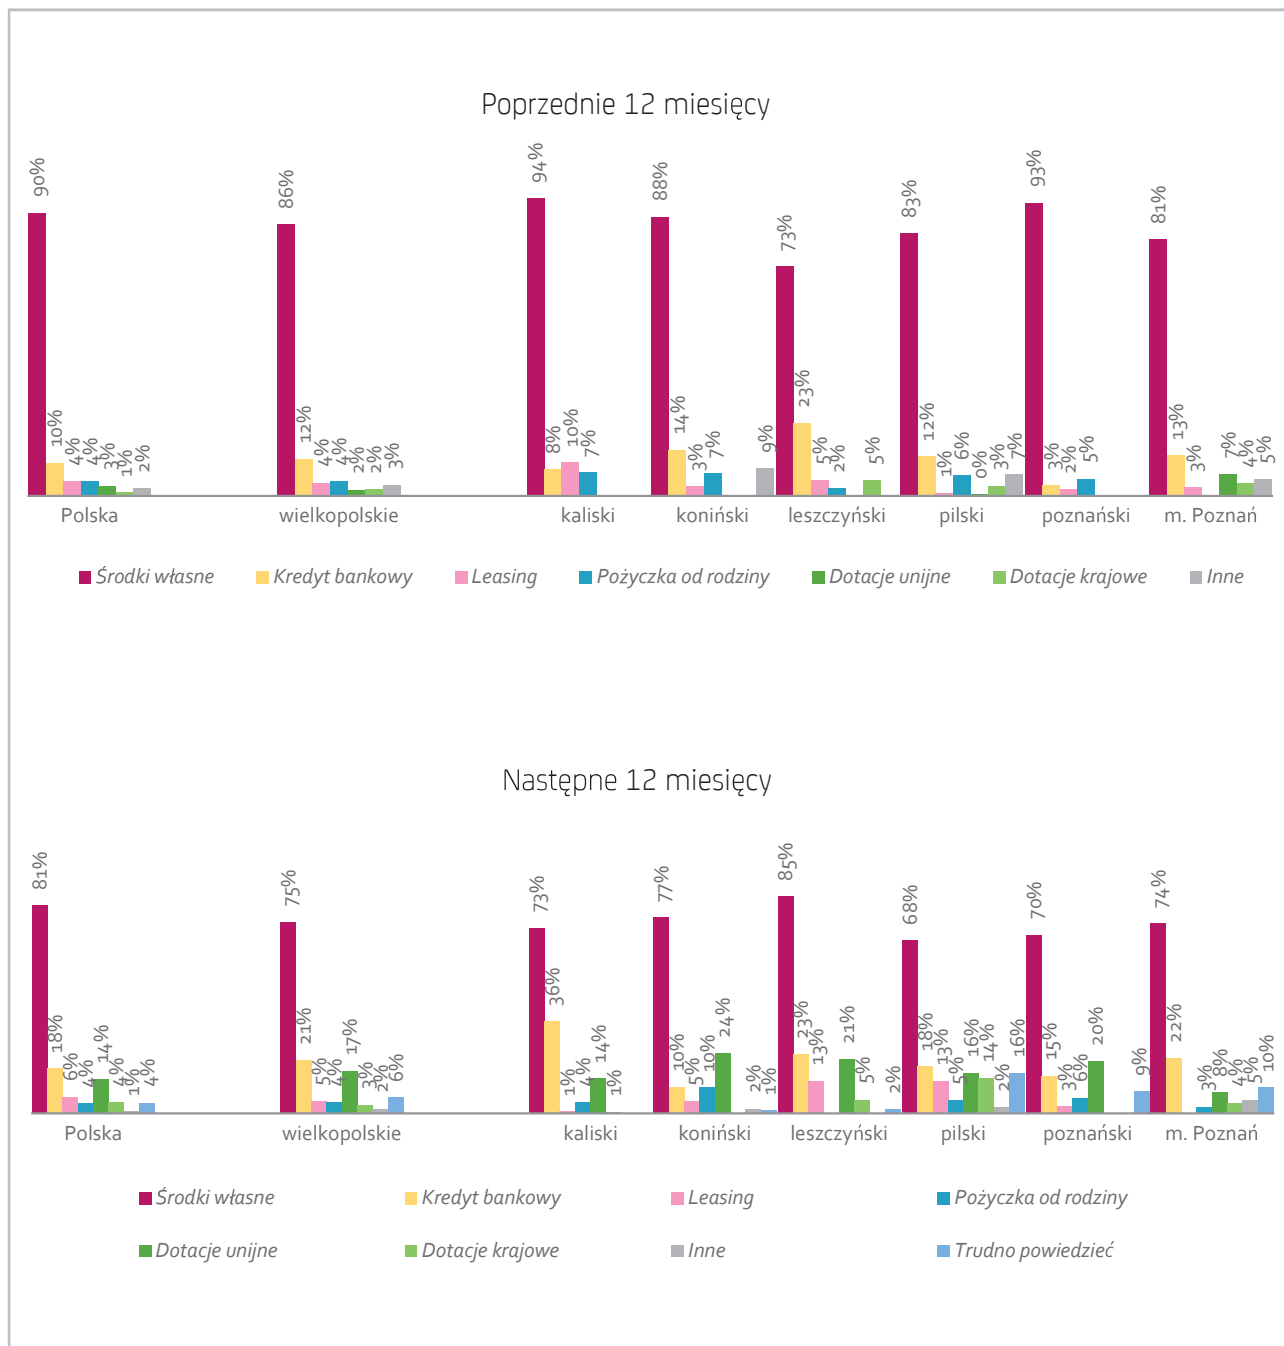 Poprzednie 12 miesięcy
90% 10% 4% 4% 3% 1% 2%
86% 12% 4% 4% 2% 2% 3%
94% 8% 10% 7%
88% 14% 3% 7% 9%
73% 23% 5% 2% 5%
83% 12% 1% 6% 0% 3% 7%
93% 3% 2% 5%
81% 13% 3% 7% 4% 5%
Polska wielkopolskie kaliski koniński leszczyński pilski poznański m. Poznań
Środki własne Kredyt bankowy Leasing Pożyczka od rodziny Dotacje unijne Dotacje krajowe Inne
Następne 12 miesięcy
81% 18% 6% 4% 14% 4% 1% 4%
75% 21% 5% 4% 17% 3% 2% 6%
73% 36% 1% 4% 14% 1%
77% 10% 5% 10% 24% 2% 1%
85% 23% 13% 21% 5% 2%
68% 18% 13% 5% 16% 14% 2% 16%
70% 15% 3% 6% 20% 9%
74% 22% 3% 8% 4% 5% 10%
Polska wielkopolskie kaliski koniński leszczyński pilski poznański m. Poznań
Środki własne Kredyt bankowy Leasing Pożyczka od rodziny
Dotacje unijne Dotacje krajowe Inne Trudno powiedzieć